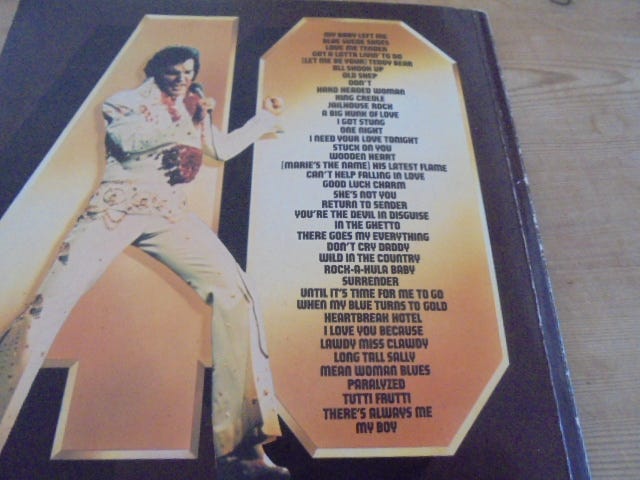 MY BABY LEFT ME
BLUE SUEDE SHOES
LOVE ME TENDER
GOT A LOTTA LIVIN' TO DO
(LET ME BE YOUR) TEDDY BEAR
ALL SHOOK UP
OLD SHEP
DON'T
HARD HEADED WOMAN
KING CREOLE
JAILHOUSE ROCK
A BIG HUNK OF LOVE
I GOT STUNG
ONE NIGHT
I NEED YOUR LOVE TONIGHT
STUCK ON YOU
WOODEN HEART
(MARIE'S THE NAME) HIS LATEST FLAME
CAN'T HELP FALLING IN LOVE
GOOD LUCK CHARM
SHE'S NOT YOU
RETURN TO SENDER
YOU'RE THE DEVIL IN DISGUISE
IN THE GHETTO
THERE GOES MY EVERYTHING
DON'T CRY DADDY
WILD IN THE COUNTRY
ROCK-A-HULA BABY
SURRENDER
UNTIL IT'S TIME FOR ME TO GO
WHEN MY BLUE TURNS TO GOLD
HEARTBREAK HOTEL
I LOVE YOU BECAUSE
LAWDY MISS CLAWDY
LONG TALL SALLY
MEAN WOMAN BLUES
PARALYZED
TUTTI FRUTTI
THERE'S ALWAYS ME
MY BOY